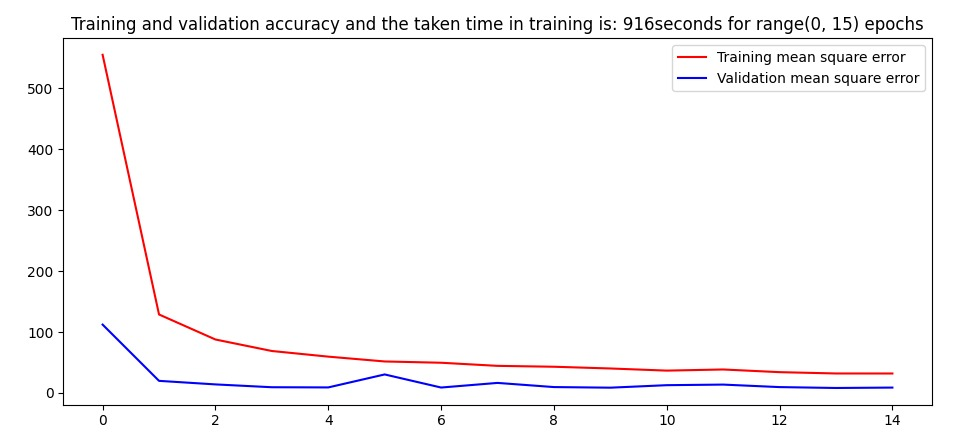 Training and validation accuracy and the taken time in training is: 916seconds for range(0, 15) epochs
Training mean square error
Validation mean square error
500
400
300
200
100
0
0 2 4 6 8 10 12 14